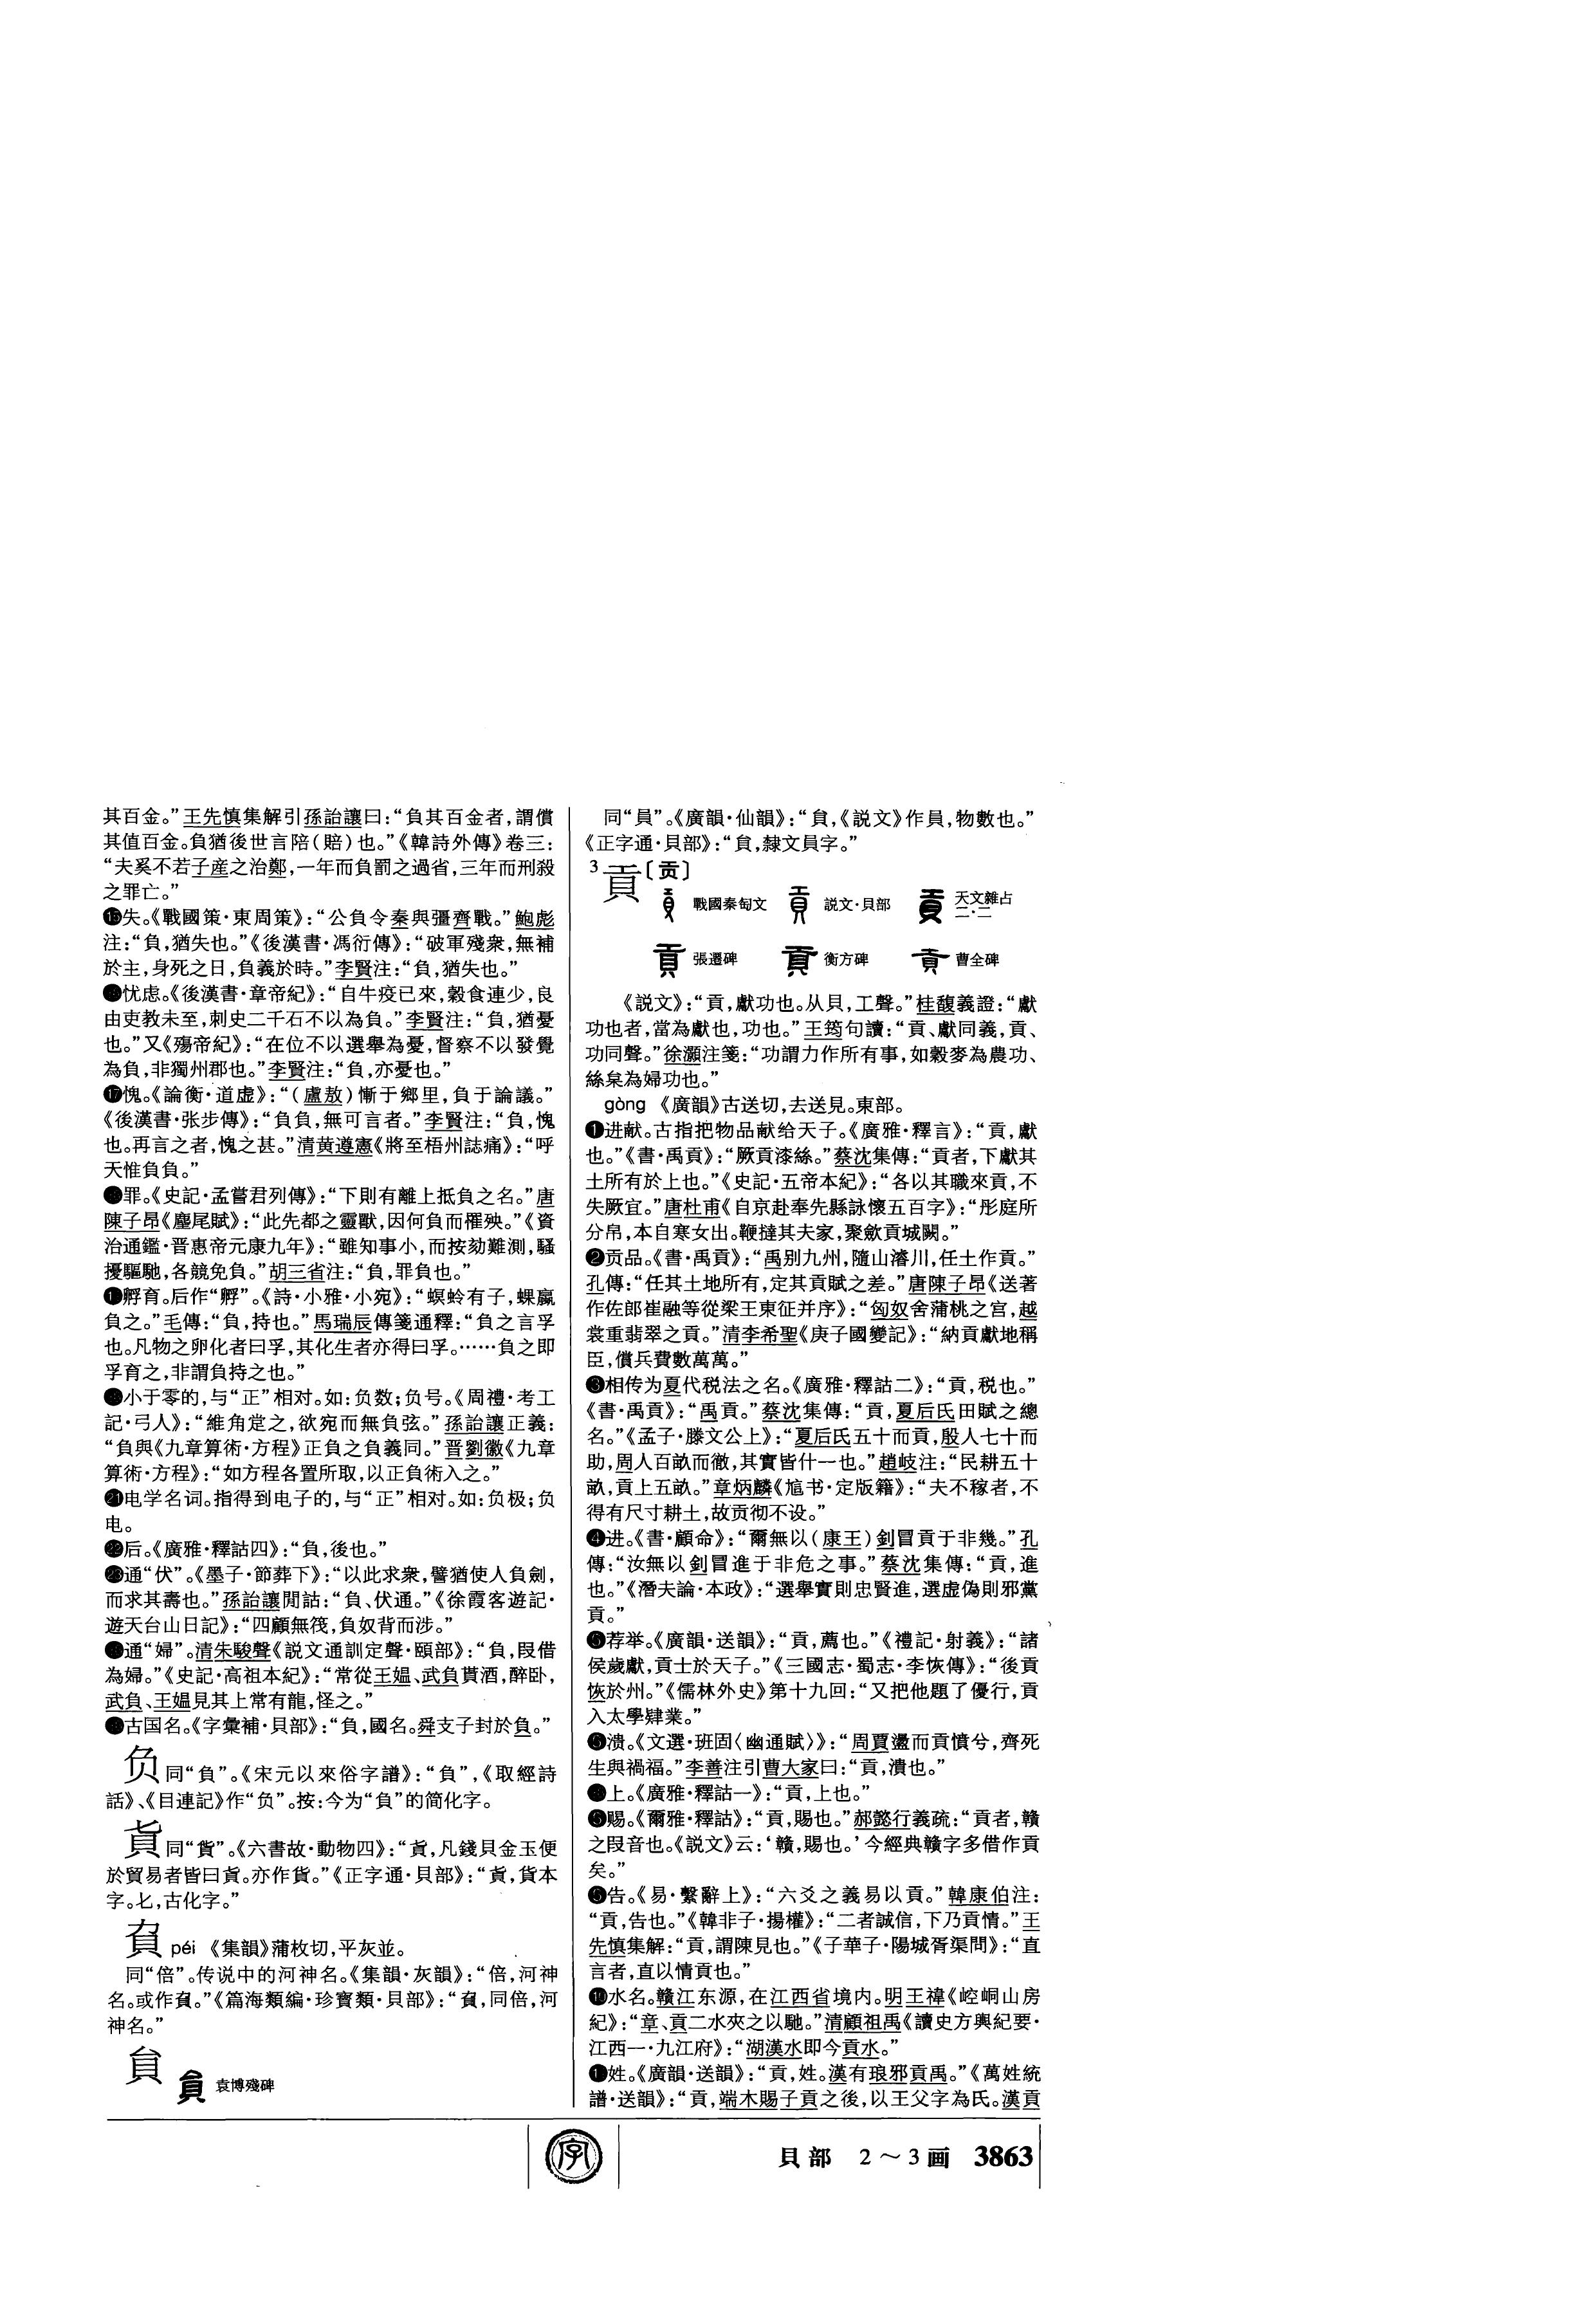 其百金。”王先慎集解引孫詒讓曰：“負其百金者，謂償
其值百金。負猶後世言陪（賠）也。”《韓詩外傳》卷三：
“夫奚不若子産之治鄭，一年而負罰之過省，三年而刑殺
之罪亡。”
⓯失。《戰國策·東周策》：“公負令秦與彊齊戰。”鮑彪
注：“負，猶失也。”《後漢書·馮衍傳》：“破軍殘衆，無補
於主，身死之日，負義於時。”李賢注：“負，猶失也。”
忧虑。《後漢書·章帝紀》：“自牛疫已來，穀食連少，良
由吏教未至，刺史二千石不以為負。”李賢注：“負，猶憂
也。”又《殤帝紀》：“在位不以選舉為憂，督察不以發覺
為負，非獨州郡也。”李賢注：“負，亦憂也。”
⓱愧。《論衡·道虚》：“（盧敖）慚于鄉里，負于論議。”
《後漢書·张步傳》：“負負，無可言者。”李賢注：“負，愧
也。再言之者，愧之甚。”清黄遵憲《將至梧州誌痛》：“呼
天惟負負。”
罪。《史記·孟嘗君列傳》：“下則有離上抵負之名。”唐
陳子昂《麈尾賦》：“此先都之靈獸，因何負而罹殃。”《資
治通鑑·晋惠帝元康九年》：“雖知事小，而按劾難測，騷
擾驅馳，各競免負。”胡三省注：“負，罪負也。”
孵育。后作“孵”。《詩·小雅·小宛》：“螟蛉有子，蜾蠃
負之。”毛傳：“負，持也。”馬瑞辰傳箋通釋：“負之言孚
也。凡物之卵化者曰孚，其化生者亦得曰孚。……負之即
孚育之，非謂負持之也。”
小于零的，与“正”相对。如：负数；负号。《周禮·考工
記·弓人》：“維角定之，欲宛而無負弦。”孫詒讓正義：
“負與《九章算術·方程》正負之負義同。”晋劉徽《九章
算術·方程》：“如方程各置所取，以正負術入之。”
㉑电学名词。指得到电子的，与“正”相对。如：负极；负
电。
㉒后。《廣雅·釋詁四》：“負，後也。”
㉓通“伏”。《墨子·節葬下》：“以此求衆，譬猶使人負劍，
而求其壽也。”孫詒讓閒詁：“負、伏通。”《徐霞客遊記·
遊天台山日記》：“四顧無筏，負奴背而涉。”
通“婦”。清朱駿聲《説文通訓定聲·頤部》：“負，叚借
為婦。”《史記·高祖本紀》：“常從王媪、武負貰酒，醉卧，
武負、王媪見其上常有龍，怪之。”
古国名。《字彙補·貝部》：“負，國名。舜支子封於負。”
负 同“負”。《宋元以來俗字譜》：“負”，《取經詩
話》、《目連記》作“负”。按：今为“負”的简化字。
同“貨”。《六書故·動物四》：“，凡錢貝金玉便
於貿易者皆曰。亦作貨。”《正字通·貝部》：“，貨本
字。匕，古化字。”
péi 《集韻》蒲枚切，平灰並。
同“倍”。传说中的河神名。《集韻·灰韻》：“倍，河神
名。或作。”《篇海類編·珍寶類·貝部》：“，同倍，河
神名。”
貟 袁博殘碑
同“員”。《廣韻·仙韻》：“貟，《説文》作員，物數也。”
《正字通·貝部》：“貟，隸文員字。”
3 貢〔贡〕
戰國秦匋文 説文·貝部 天文雜占二·二
張遷碑 衡方碑 曹全碑
《説文》：“貢，獻功也。从貝，工聲。”桂馥義證：“獻
功也者，當為獻也，功也。”王筠句讀：“貢、獻同義，貢、
功同聲。”徐灝注箋：“功謂力作所有事，如穀麥為農功、
絲枲為婦功也。”
gòng 《廣韻》古送切，去送見。東部。
❶进献。古指把物品献给天子。《廣雅·釋言》：“貢，獻
也。”《書·禹貢》：“厥貢漆絲。”蔡沈集傳：“貢者，下獻其
土所有於上也。”《史記·五帝本紀》：“各以其職來貢，不
失厥宜。”唐杜甫《自京赴奉先縣詠懷五百字》：“彤庭所
分帛，本自寒女出。鞭撻其夫家，聚歛貢城闕。”
❷贡品。《書·禹貢》：“禹别九州，隨山濬川，任土作貢。”
孔傳：“任其土地所有，定其貢賦之差。”唐陳子昂《送著
作佐郎崔融等從梁王東征并序》：“匈奴舍蒲桃之宫，越
裳重翡翠之貢。”清李希聖《庚子國變記》：“納貢獻地稱
臣，償兵費數萬萬。”
❸相传为夏代税法之名。《廣雅·釋詁二》：“貢，税也。”
《書·禹貢》：“禹貢。”蔡沈集傳：“貢，夏后氏田賦之總
名。”《孟子·滕文公上》：“夏后氏五十而貢，殷人七十而
助，周人百畝而徹，其實皆什一也。”趙岐注：“民耕五十
畝，貢上五畝。”章炳麟《訄书·定版籍》：“夫不稼者，不
得有尺寸耕土，故贡彻不设。”
❹进。《書·顧命》：“爾無以（康王）釗冒貢于非幾。”孔
傳：“汝無以釗冒進于非危之事。”蔡沈集傳：“貢，進
也。”《潛夫論·本政》：“選舉實則忠賢進，選虚偽則邪黨
貢。”
❺荐举。《廣韻·送韻》：“貢，薦也。”《禮記·射義》：“諸
侯歲獻，貢士於天子。”《三國志·蜀志·李恢傳》：“後貢
恢於州。”《儒林外史》第十九回：“又把他題了優行，貢
入太學肄業。”
溃。《文選·班固〈幽通賦〉》：“周賈盪而貢憤兮，齊死
生與禍福。”李善注引曹大家曰：“貢，潰也。”
上。《廣雅·釋詁一》：“貢，上也。”
赐。《爾雅·釋詁》：“貢，賜也。”郝懿行義疏：“貢者，贛
之叚音也。《説文》云：‘贛，賜也。’今經典贛字多借作貢
矣。”
告。《易·繫辭上》：“六爻之義易以貢。”韓康伯注：
“貢，告也。”《韓非子·揚權》：“二者誠信，下乃貢情。”王
先慎集解：“貢，謂陳見也。”《子華子·陽城胥渠問》：“直
言者，直以情貢也。”
❿水名。赣江东源，在江西省境内。明王褘《崆峒山房
紀》：“章、貢二水夾之以馳。”清顧祖禹《讀史方輿紀要·
江西一·九江府》：“湖漢水即今貢水。”
姓。《廣韻·送韻》：“貢，姓。漢有琅邪貢禹。”《萬姓統
譜·送韻》：“貢，端木賜子貢之後，以王父字為氏。漢貢
字 貝部 2～3画 3863